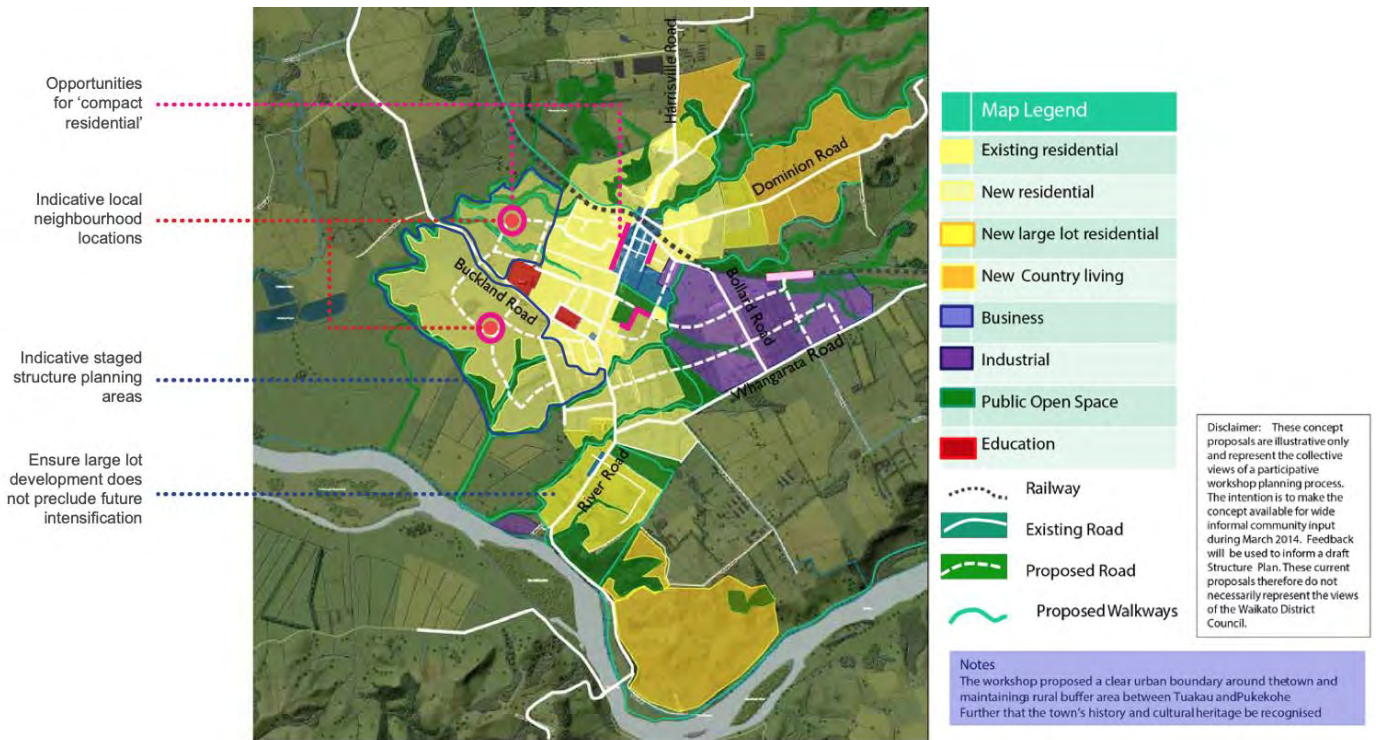 Opportunities
for 'compact
residential'
Indicative local
neighbourhood
locations
Indicative staged
structure planning
areas
Ensure large lot
development does
not preclude future
intensification
Harrisville Road
Dominion Road
Buckland Road
Bollard Road
Whangarata Road
River Road
Map Legend
Existing residential
New residential
New large lot residential
New Country living
Business
Industrial
Public Open Space
Education
Railway
Existing Road
Proposed Road
Proposed Walkways
Disclaimer: These concept
proposals are illustrative only
and represent the collective
views of a participative
workshop planning process.
The intention is to make the
concept available for wide
informal community input
during March 2014. Feedback
will be used to inform a draft
Structure Plan. These current
proposals therefore do not
necessarily represent the views
of the Waikato District
Council.
Notes
The workshop proposed a clear urban boundary around thetown and
maintainings rural buffer area between Tuakau andPukekohe
Further that the town's history and cultural heritage be recognised